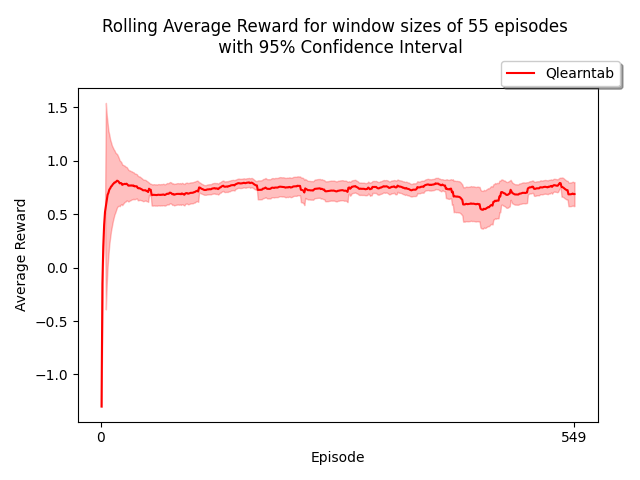 Rolling Average Reward for window sizes of 55 episodes
with 95% Confidence Interval
Qlearntab
1.5
1.0
0.5
0.0
−0.5
−1.0
Average Reward
0
549
Episode